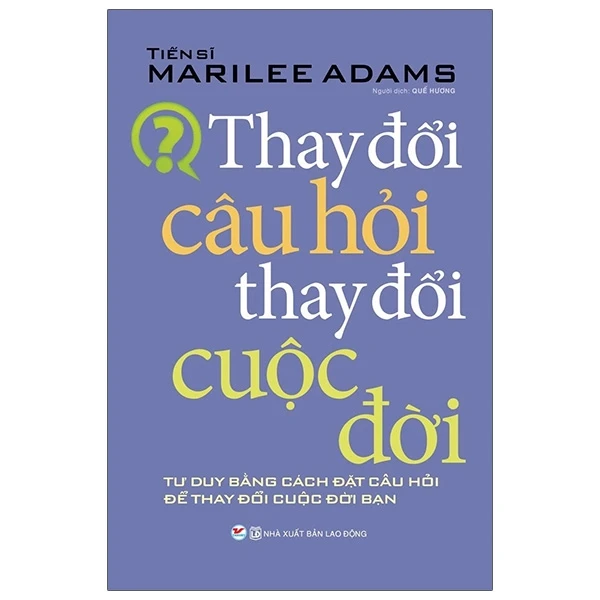 TIẾN SĨ
MARILEE ADAMS
Người dịch: QUẾ HƯƠNG
?
Thay đổi
câu hỏi
thay đổi
cuộc
đời
TƯ DUY BẰNG CÁCH ĐẶT CÂU HỎI
ĐỂ THAY ĐỔI CUỘC ĐỜI BẠN
LĐ NHÀ XUẤT BẢN LAO ĐỘNG